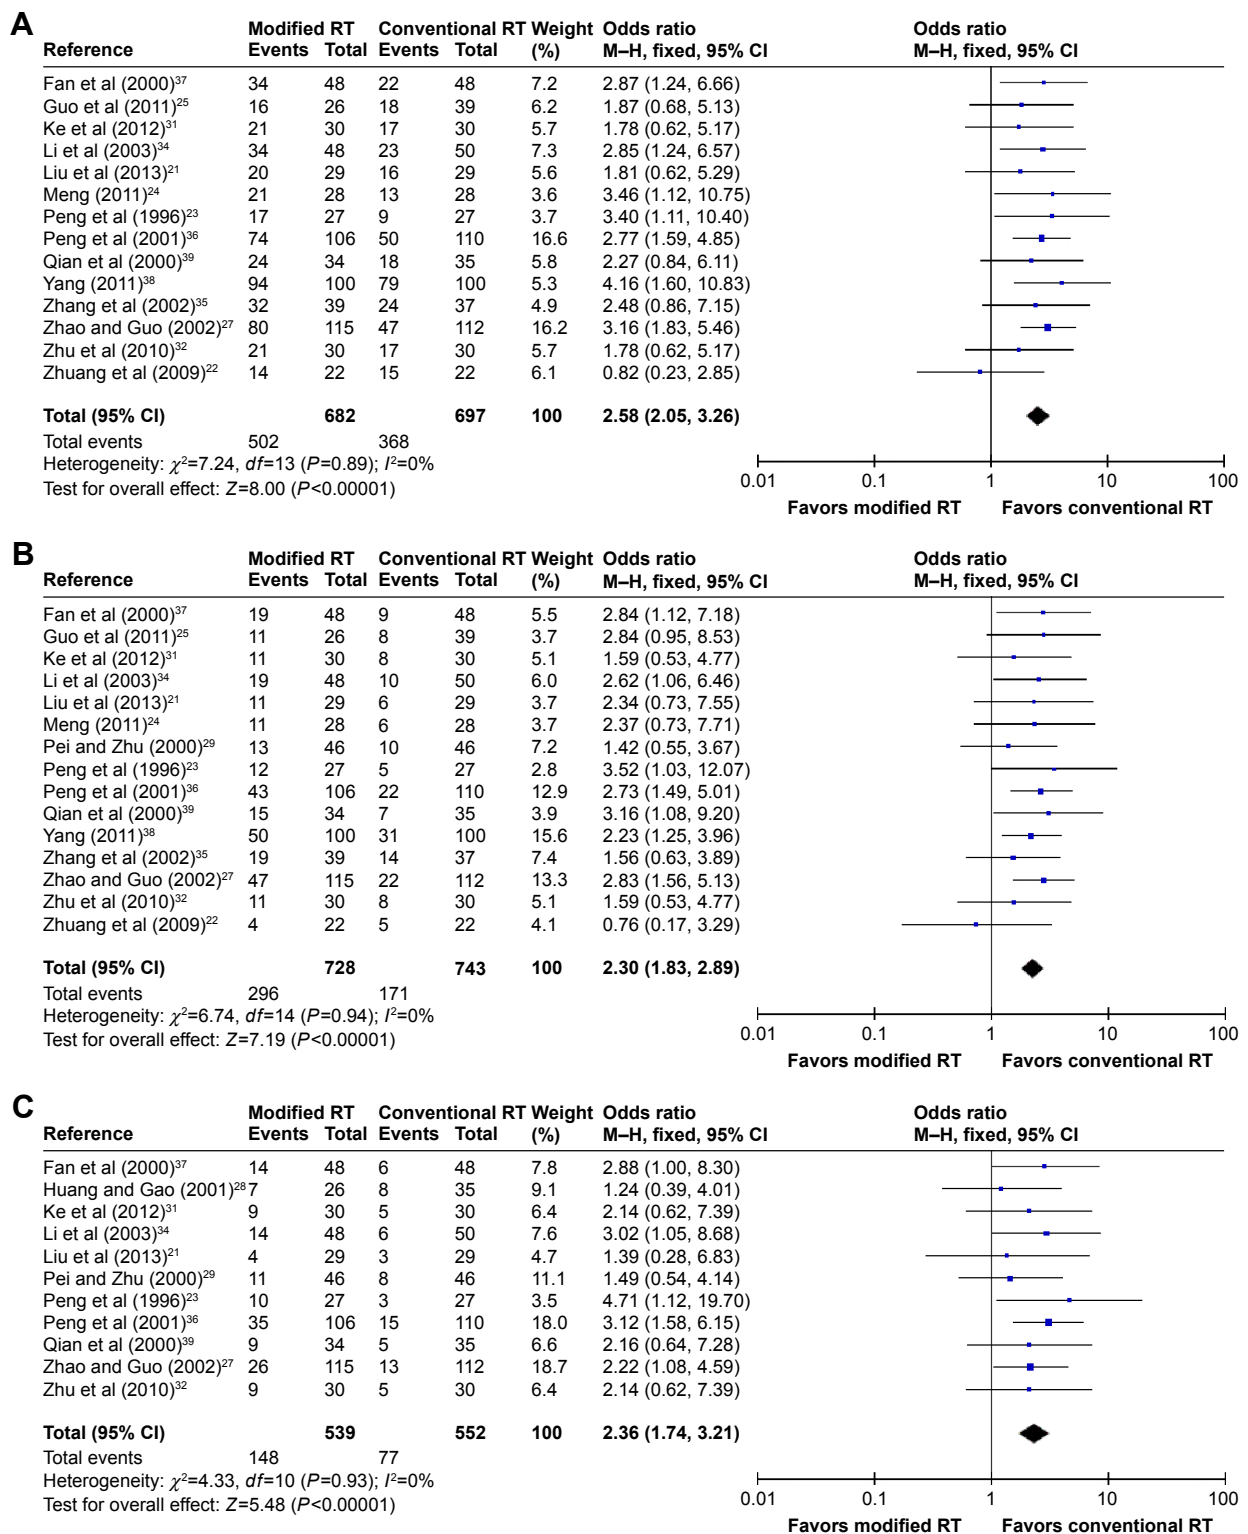 A
Modified RT Conventional RT Weight Odds ratio Odds ratio
Reference Events Total Events Total (%) M–H, fixed, 95% CI M–H, fixed, 95% CI
Fan et al (2000)37 34 48 22 48 7.2 2.87 (1.24, 6.66)
Guo et al (2011)25 16 26 18 39 6.2 1.87 (0.68, 5.13)
Ke et al (2012)31 21 30 17 30 5.7 1.78 (0.62, 5.17)
Li et al (2003)34 34 48 23 50 7.3 2.85 (1.24, 6.57)
Liu et al (2013)21 20 29 16 29 5.6 1.81 (0.62, 5.29)
Meng (2011)24 21 28 13 28 3.6 3.46 (1.12, 10.75)
Peng et al (1996)23 17 27 9 27 3.7 3.40 (1.11, 10.40)
Peng et al (2001)36 74 106 50 110 16.6 2.77 (1.59, 4.85)
Qian et al (2000)39 24 34 18 35 5.8 2.27 (0.84, 6.11)
Yang (2011)38 94 100 79 100 5.3 4.16 (1.60, 10.83)
Zhang et al (2002)35 32 39 24 37 4.9 2.48 (0.86, 7.15)
Zhao and Guo (2002)27 80 115 47 112 16.2 3.16 (1.83, 5.46)
Zhu et al (2010)32 21 30 17 30 5.7 1.78 (0.62, 5.17)
Zhuang et al (2009)22 14 22 15 22 6.1 0.82 (0.23, 2.85)
Total (95% CI) 682 697 100 2.58 (2.05, 3.26)
Total events 502 368
Heterogeneity: χ2=7.24, df=13 (P=0.89); I2=0%
Test for overall effect: Z=8.00 (P<0.00001)
0.01 0.1 1 10 100
Favors modified RT Favors conventional RT
B
Modified RT Conventional RT Weight Odds ratio Odds ratio
Reference Events Total Events Total (%) M–H, fixed, 95% CI M–H, fixed, 95% CI
Fan et al (2000)37 19 48 9 48 5.5 2.84 (1.12, 7.18)
Guo et al (2011)25 11 26 8 39 3.7 2.84 (0.95, 8.53)
Ke et al (2012)31 11 30 8 30 5.1 1.59 (0.53, 4.77)
Li et al (2003)34 19 48 10 50 6.0 2.62 (1.06, 6.46)
Liu et al (2013)21 11 29 6 29 3.7 2.34 (0.73, 7.55)
Meng (2011)24 11 28 6 28 3.7 2.37 (0.73, 7.71)
Pei and Zhu (2000)29 13 46 10 46 7.2 1.42 (0.55, 3.67)
Peng et al (1996)23 12 27 5 27 2.8 3.52 (1.03, 12.07)
Peng et al (2001)36 43 106 22 110 12.9 2.73 (1.49, 5.01)
Qian et al (2000)39 15 34 7 35 3.9 3.16 (1.08, 9.20)
Yang (2011)38 50 100 31 100 15.6 2.23 (1.25, 3.96)
Zhang et al (2002)35 19 39 14 37 7.4 1.56 (0.63, 3.89)
Zhao and Guo (2002)27 47 115 22 112 13.3 2.83 (1.56, 5.13)
Zhu et al (2010)32 11 30 8 30 5.1 1.59 (0.53, 4.77)
Zhuang et al (2009)22 4 22 5 22 4.1 0.76 (0.17, 3.29)
Total (95% CI) 728 743 100 2.30 (1.83, 2.89)
Total events 296 171
Heterogeneity: χ2=6.74, df=14 (P=0.94); I2=0%
Test for overall effect: Z=7.19 (P<0.00001)
0.01 0.1 1 10 100
Favors modified RT Favors conventional RT
C
Modified RT Conventional RT Weight Odds ratio Odds ratio
Reference Events Total Events Total (%) M–H, fixed, 95% CI M–H, fixed, 95% CI
Fan et al (2000)37 14 48 6 48 7.8 2.88 (1.00, 8.30)
Huang and Gao (2001)28 7 26 8 35 9.1 1.24 (0.39, 4.01)
Ke et al (2012)31 9 30 5 30 6.4 2.14 (0.62, 7.39)
Li et al (2003)34 14 48 6 50 7.6 3.02 (1.05, 8.68)
Liu et al (2013)21 4 29 3 29 4.7 1.39 (0.28, 6.83)
Pei and Zhu (2000)29 11 46 8 46 11.1 1.49 (0.54, 4.14)
Peng et al (1996)23 10 27 3 27 3.5 4.71 (1.12, 19.70)
Peng et al (2001)36 35 106 15 110 18.0 3.12 (1.58, 6.15)
Qian et al (2000)39 9 34 5 35 6.6 2.16 (0.64, 7.28)
Zhao and Guo (2002)27 26 115 13 112 18.7 2.22 (1.08, 4.59)
Zhu et al (2010)32 9 30 5 30 6.4 2.14 (0.62, 7.39)
Total (95% CI) 539 552 100 2.36 (1.74, 3.21)
Total events 148 77
Heterogeneity: χ2=4.33, df=10 (P=0.93); I2=0%
Test for overall effect: Z=5.48 (P<0.00001)
0.01 0.1 1 10 100
Favors modified RT Favors conventional RT